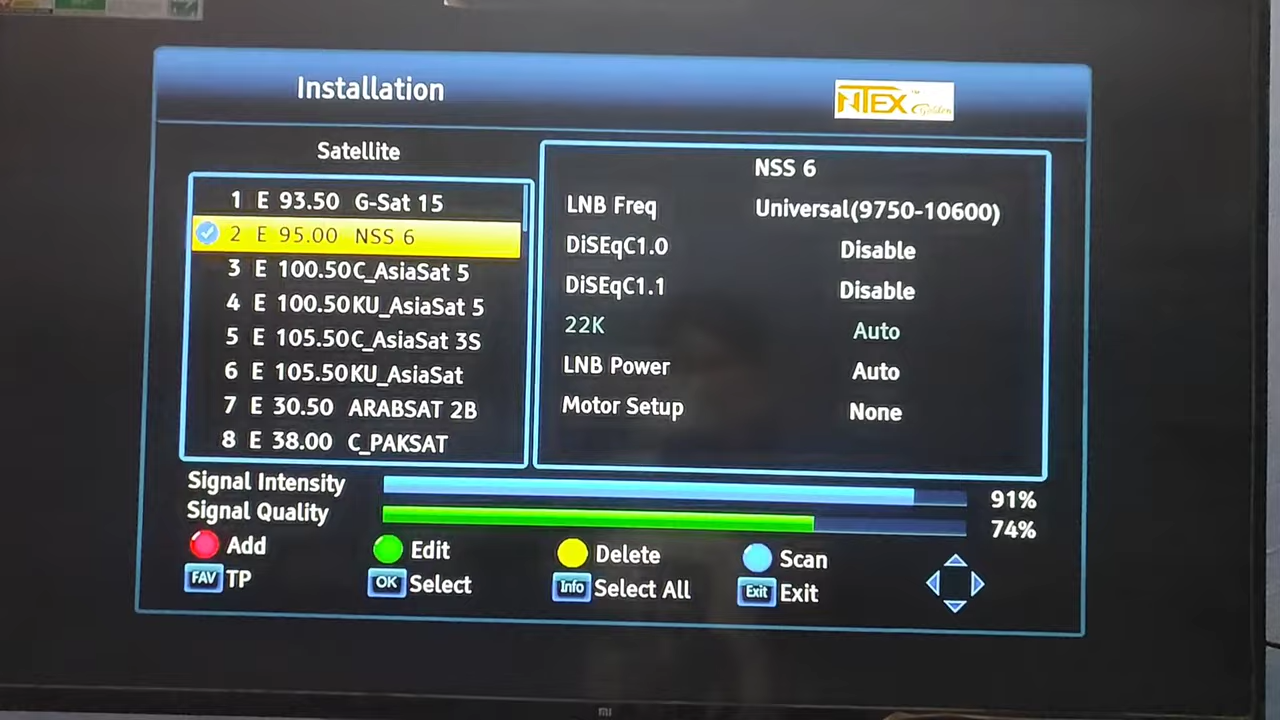 Installation
NTEX™ Golden
Satellite
1 E 93.50 G-Sat 15
2 E 95.00 NSS 6
3 E 100.50C_AsiaSat 5
4 E 100.50KU_AsiaSat 5
5 E 105.50C_AsiaSat 3S
6 E 105.50KU_AsiaSat
7 E 30.50 ARABSAT 2B
8 E 38.00 C_PAKSAT
NSS 6
LNB Freq Universal(9750-10600)
DiSEqC1.0 Disable
DiSEqC1.1 Disable
22K Auto
LNB Power Auto
Motor Setup None
Signal Intensity 91%
Signal Quality 74%
Add Edit Delete Scan
FAV TP OK Select Info Select All Exit Exit
mi